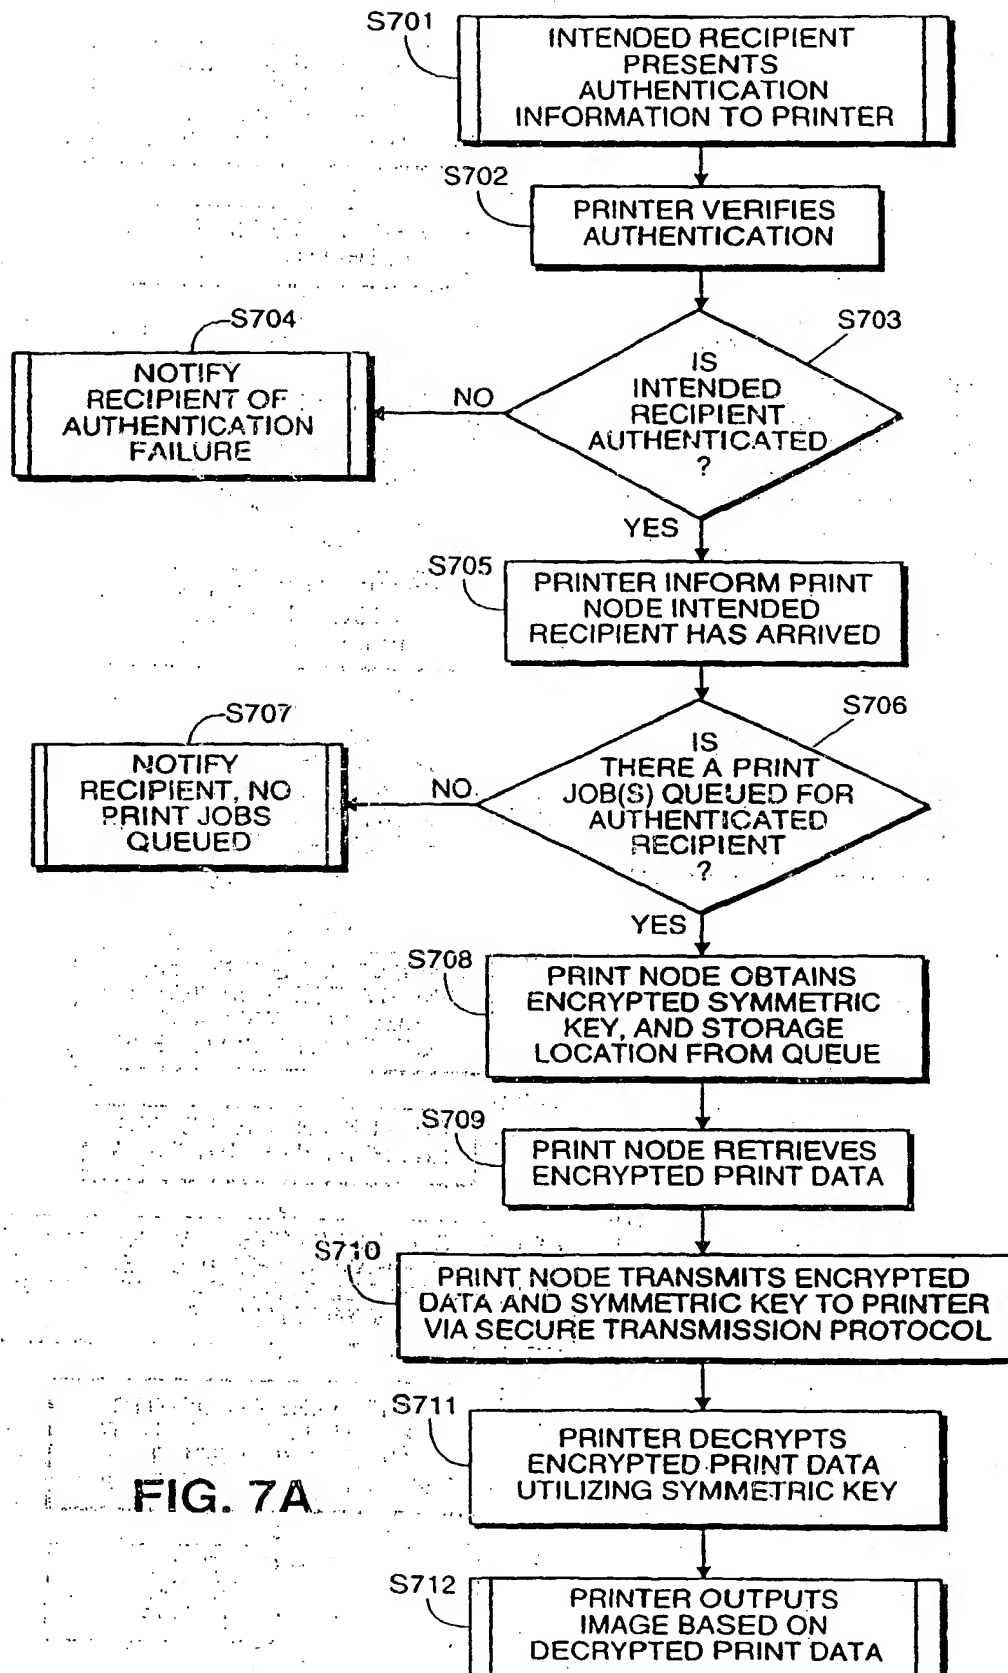 S701
INTENDED RECIPIENT
PRESENTS
AUTHENTICATION
INFORMATION TO PRINTER
S702
PRINTER VERIFIES
AUTHENTICATION
S703
IS
INTENDED
RECIPIENT
AUTHENTICATED
?
NO
S704
NOTIFY
RECIPIENT OF
AUTHENTICATION
FAILURE
YES
S705
PRINTER INFORM PRINT
NODE INTENDED
RECIPIENT HAS ARRIVED
S706
IS
THERE A PRINT
JOB(S) QUEUED FOR
AUTHENTICATED
RECIPIENT
?
NO
S707
NOTIFY
RECIPIENT, NO
PRINT JOBS
QUEUED
YES
S708
PRINT NODE OBTAINS
ENCRYPTED SYMMETRIC
KEY, AND STORAGE
LOCATION FROM QUEUE
S709
PRINT NODE RETRIEVES
ENCRYPTED PRINT DATA
S710
PRINT NODE TRANSMITS ENCRYPTED
DATA AND SYMMETRIC KEY TO PRINTER
VIA SECURE TRANSMISSION PROTOCOL
S711
PRINTER DECRYPTS
ENCRYPTED PRINT DATA
UTILIZING SYMMETRIC KEY
S712
PRINTER OUTPUTS
IMAGE BASED ON
DECRYPTED PRINT DATA
FIG. 7A